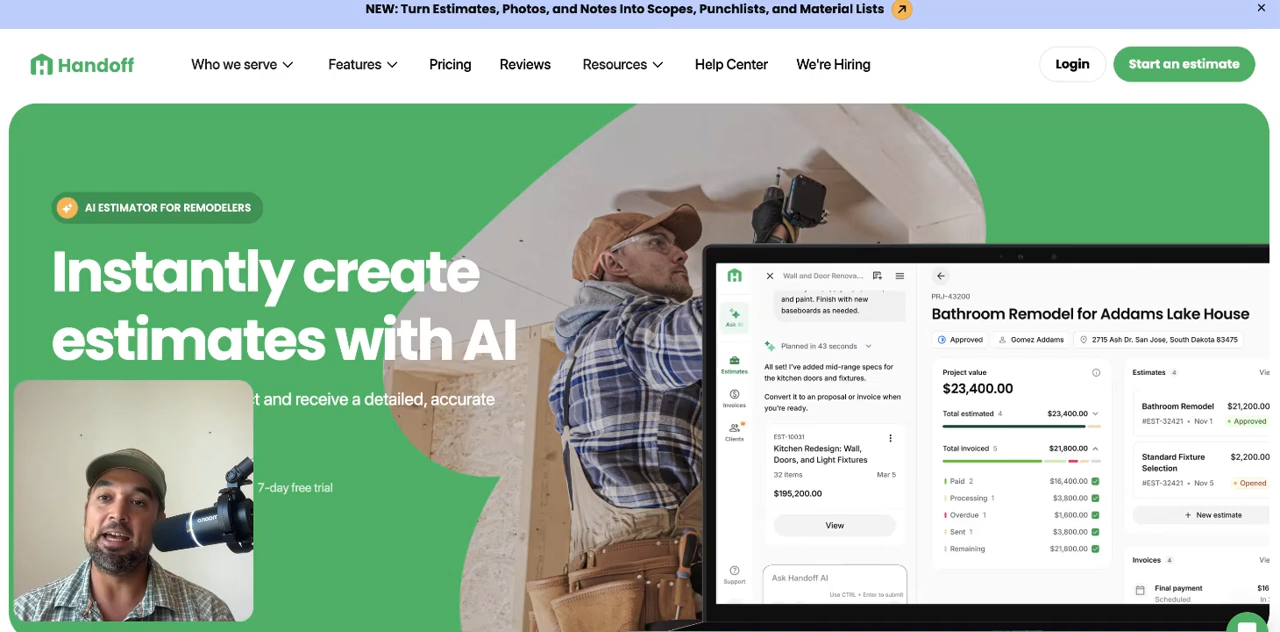 NEW: Turn Estimates, Photos, and Notes Into Scopes, Punchlists, and Material Lists
Handoff
Who we serve
Features
Pricing
Reviews
Resources
Help Center
We're Hiring
Login
Start an estimate
AI ESTIMATOR FOR REMODELERS
Instantly create
estimates with AI
and receive a detailed, accurate
7-day free trial
Wall and Door Renova...
and paint. Finish with new
baseboards as needed.
Planned in 43 seconds
All set! I've added mid-range specs for
the kitchen doors and fixtures.
Convert it to an proposal or invoice when
you're ready.
EST-10031
Kitchen Redesign: Wall,
Doors, and Light Fixtures
32 items
Mar 5
$195,200.00
View
Ask Handoff AI
Use CTRL + Enter to submit
Ask AI
Estimates
Invoices
Clients
Support
PRJ-43200
Bathroom Remodel for Addams Lake House
Approved
Gomez Addams
2715 Ash Dr. San Jose, South Dakota 83475
Project value
$23,400.00
Total estimated 4 $23,400.00
Total invoiced 5 $21,800.00
Paid 2 $16,400.00
Processing 1 $3,800.00
Overdue 1 $1,600.00
Sent 1 $3,800.00
Remaining $21,800.00
Estimates 4
Bathroom Remodel $21,200.00
#EST-32421 • Nov 1 • Approved
Standard Fixture $2,200.00
Selection
#EST-32421 • Nov 5 • Opened
+ New estimate
Invoices 4
Final payment
Scheduled